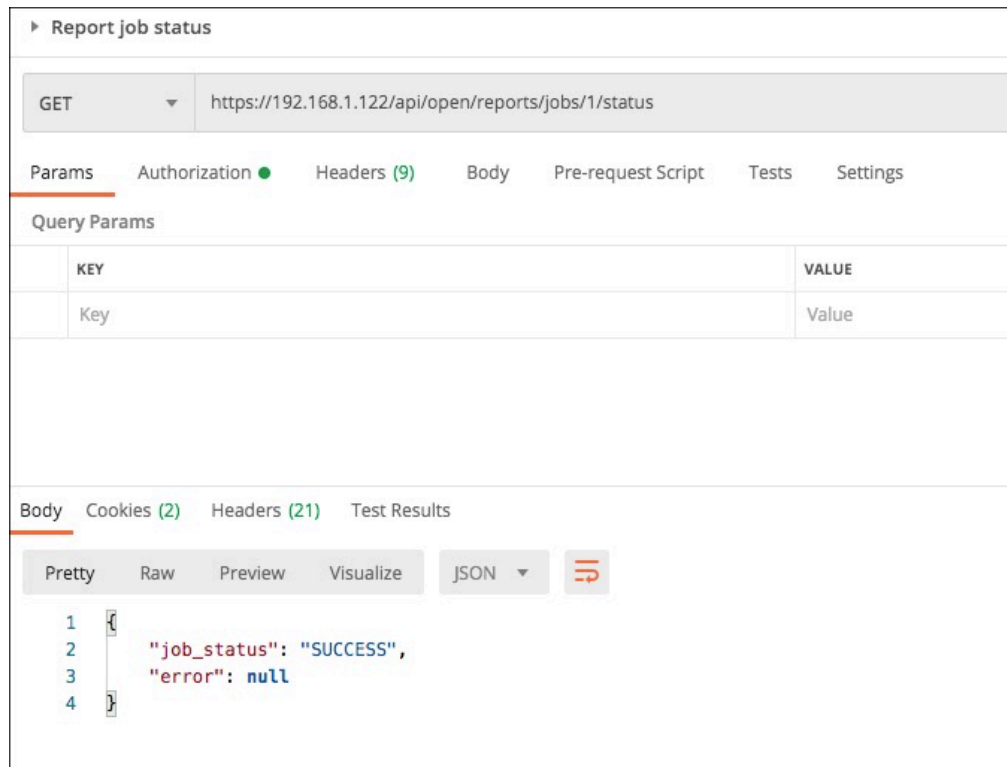 Report job status
GET https://192.168.1.122/api/open/reports/jobs/1/status
Params Authorization Headers (9) Body Pre-request Script Tests Settings
Query Params
KEY VALUE
Key Value
Body Cookies (2) Headers (21) Test Results
Pretty Raw Preview Visualize JSON
1 {
2 "job_status": "SUCCESS",
3 "error": null
4 }